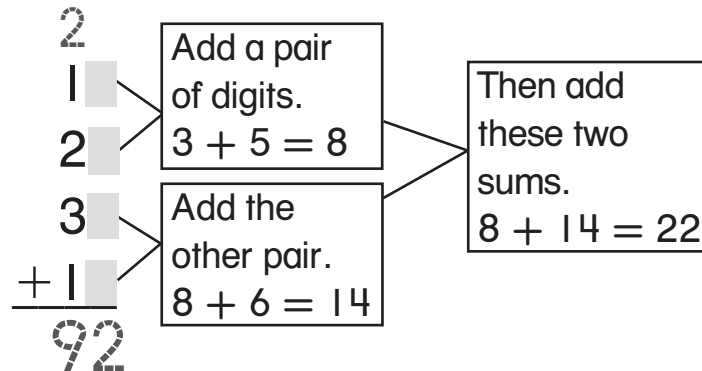 2
1
2
3
+ 1
92
Add a pair
of digits.
3 + 5 = 8
Add the
other pair.
8 + 6 = 14
Then add
these two
sums.
8 + 14 = 22